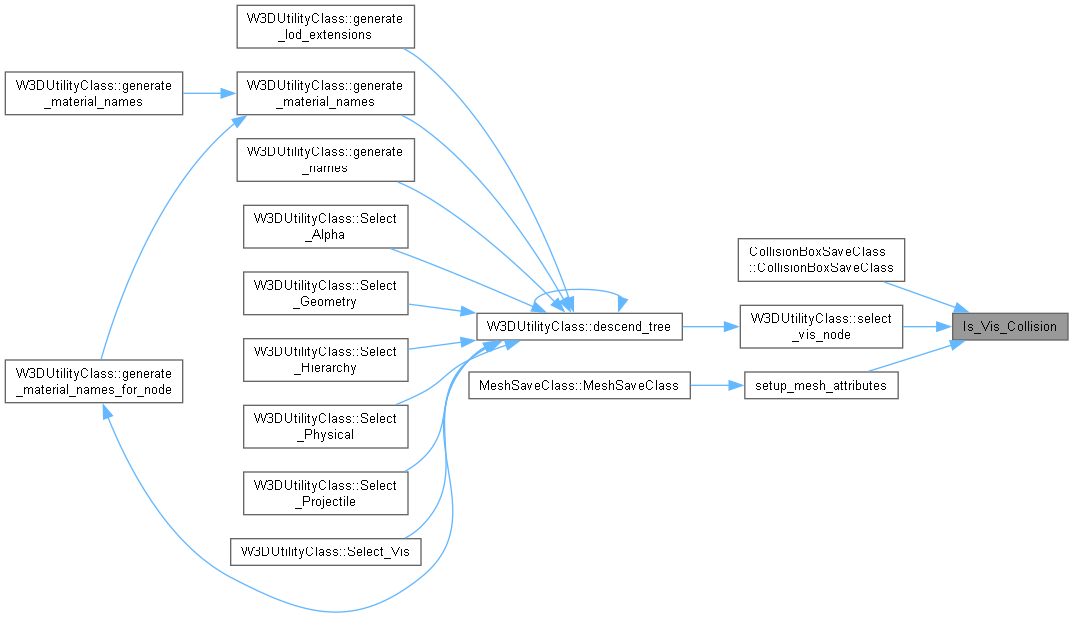 W3DUtilityClass::generate
_lod_extensions
W3DUtilityClass::generate
_material_names
W3DUtilityClass::generate
_material_names
W3DUtilityClass::generate
_names
W3DUtilityClass::Select
_Alpha
W3DUtilityClass::Select
_Geometry
W3DUtilityClass::Select
_Hierarchy
W3DUtilityClass::generate
_material_names_for_node
W3DUtilityClass::Select
_Physical
W3DUtilityClass::Select
_Projectile
W3DUtilityClass::Select_Vis
W3DUtilityClass::descend_tree
MeshSaveClass::MeshSaveClass
CollisionBoxSaveClass
::CollisionBoxSaveClass
W3DUtilityClass::select
_vis_node
setup_mesh_attributes
Is_Vis_Collision